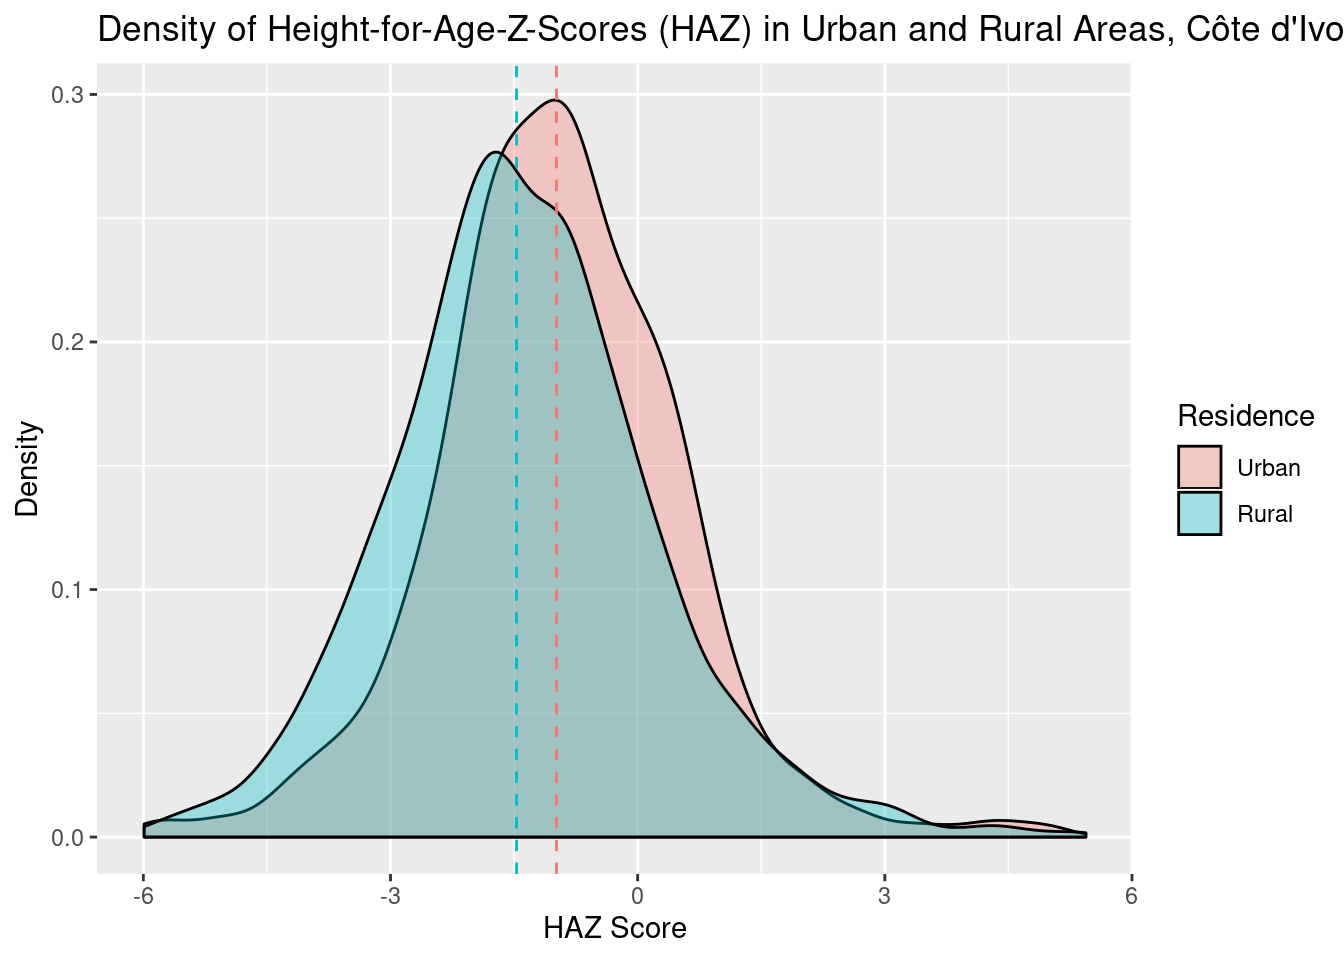 Density of Height-for-Age-Z-Scores (HAZ) in Urban and Rural Areas, Côte d'Ivo
0.3
0.2
0.1
0.0
Density
-6
-3
0
3
6
HAZ Score
Residence
Urban
Rural